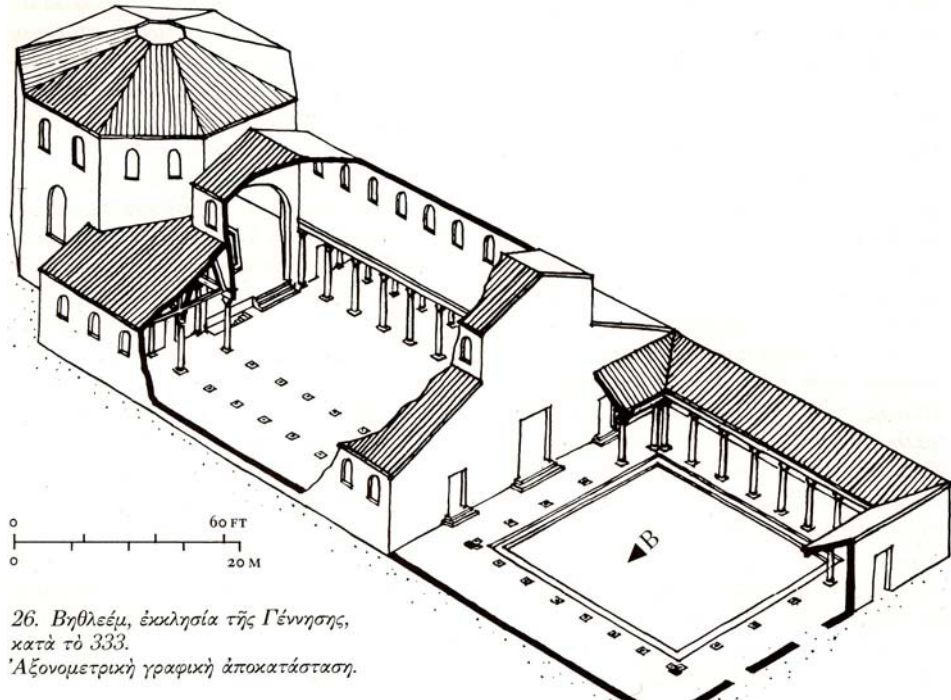 B
0 60 FT
0 20 M
26. Βηθλεέμ, ἐκκλησία τῆς Γέννησης,
κατὰ τὸ 333.
Ἀξονομετρικὴ γραφικὴ ἀποκατάσταση.